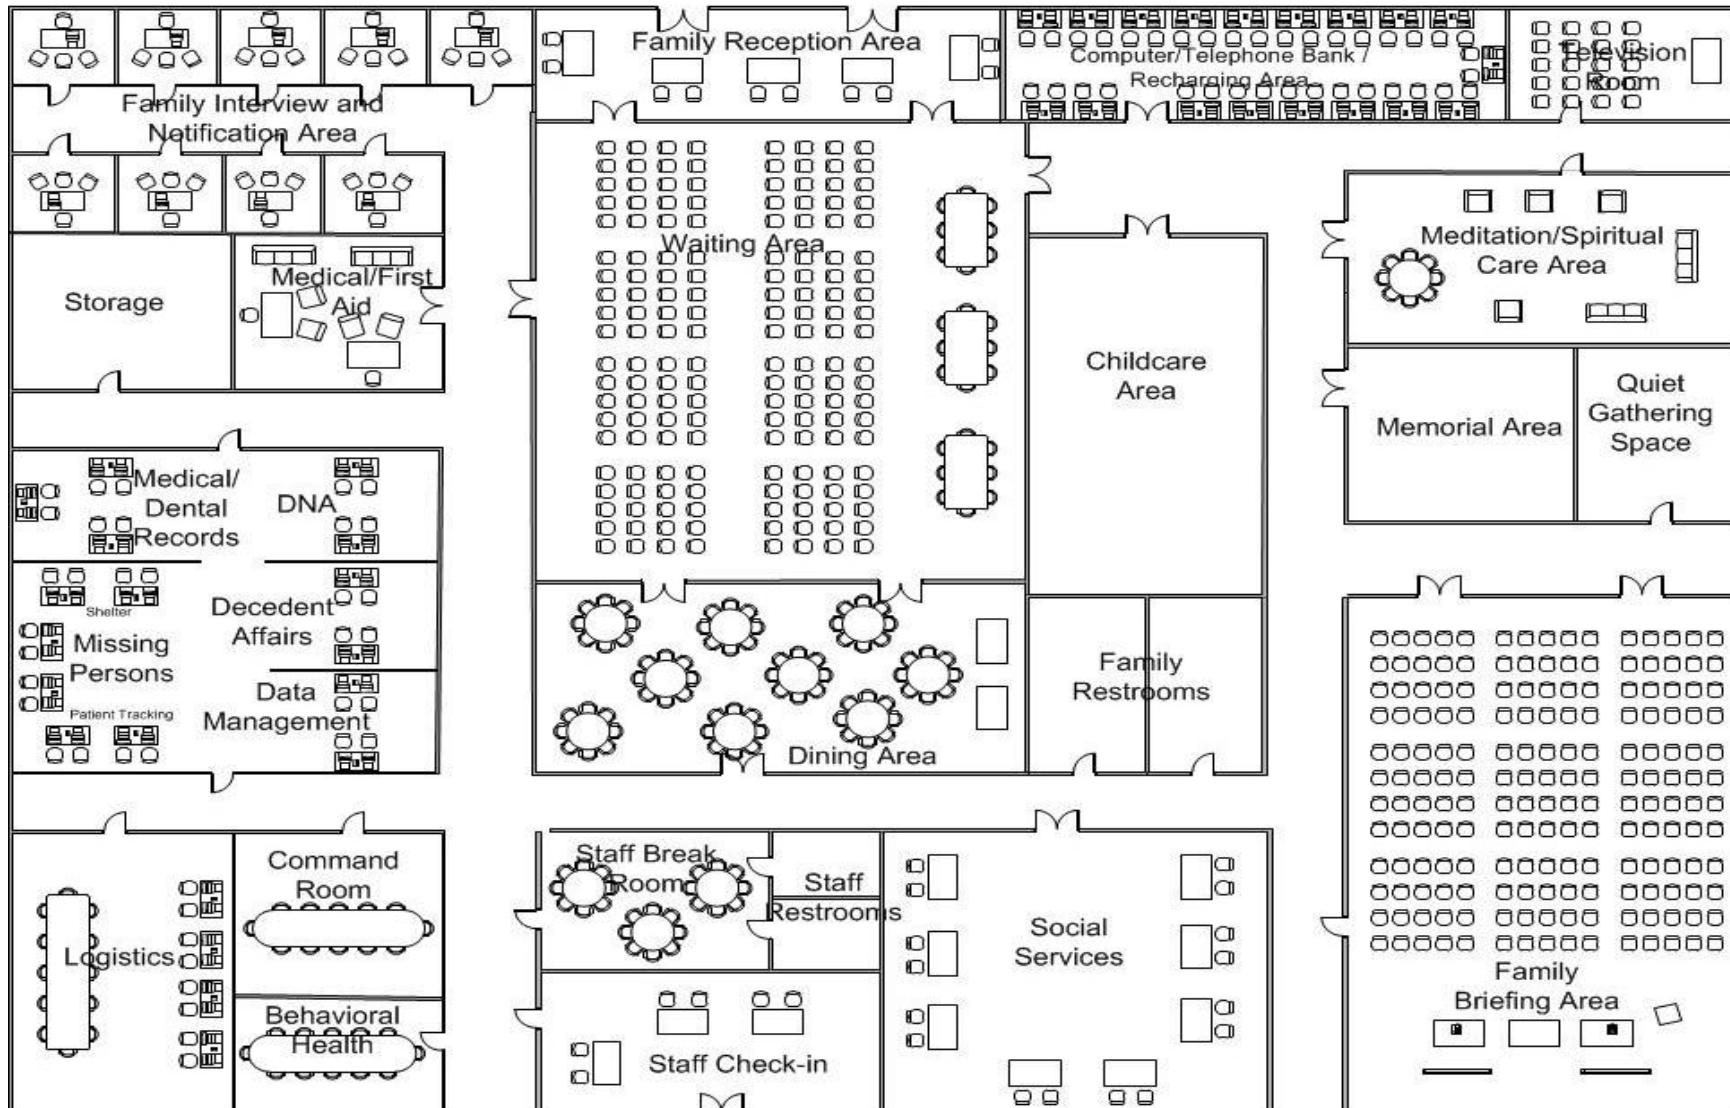 Family Reception Area
Computer/Telephone Bank /
Recharging Area
Television
Room
Family Interview and
Notification Area
Waiting Area
Meditation/Spiritual
Care Area
Storage
Medical/First
Aid
Childcare
Area
Memorial Area
Quiet
Gathering
Space
Medical/
Dental
Records
DNA
Shelter
Missing
Persons
Patient Tracking
Decedent
Affairs
Data
Management
Family
Restrooms
Dining Area
Command
Room
Logistics
Behavioral
Health
Staff Break
Room
Staff
Restrooms
Staff Check-in
Social
Services
Family
Briefing Area